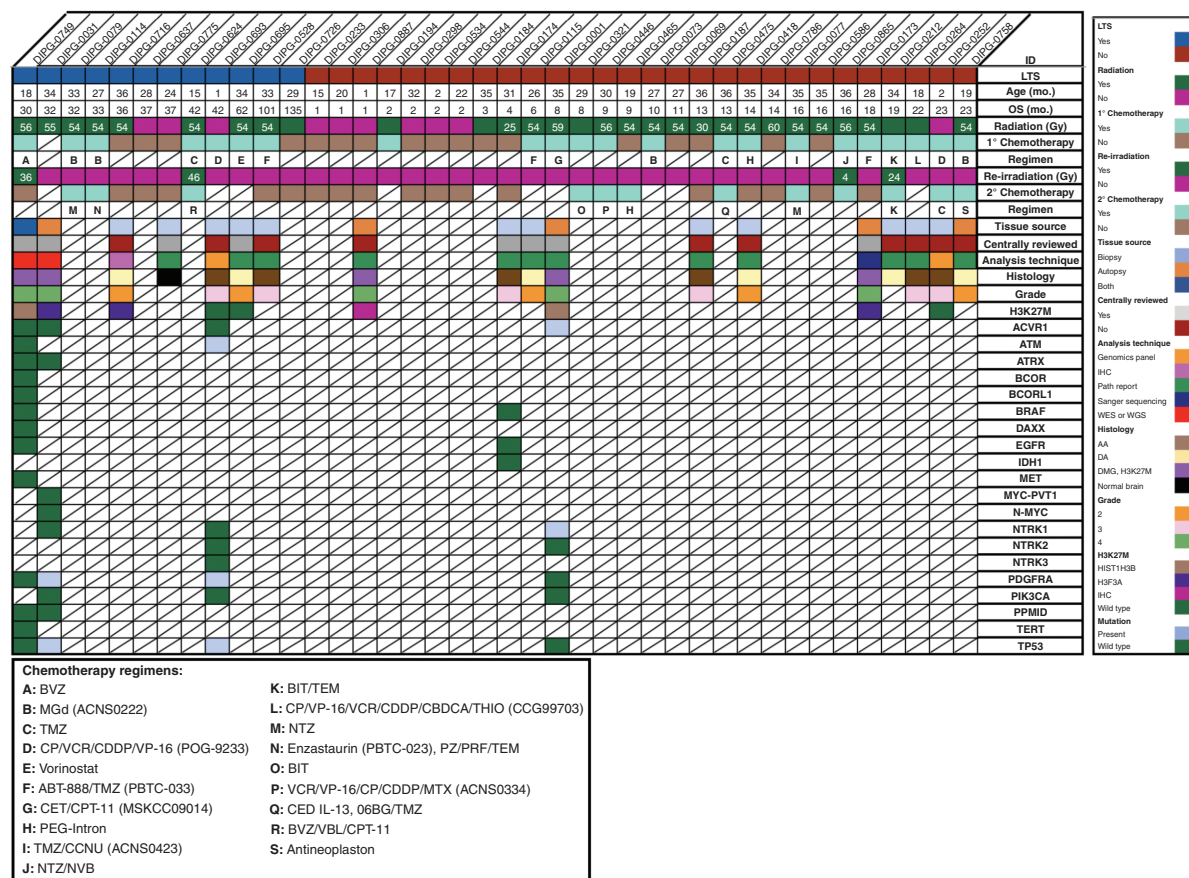 DIPG-0749 DIPG-0031 DIPG-0079 DIPG-0114 DIPG-0716 DIPG-0637 DIPG-0775 DIPG-0624 DIPG-0693 DIPG-0695 DIPG-0528 DIPG-0726 DIPG-0233 DIPG-0306 DIPG-0887 DIPG-0194 DIPG-0298 DIPG-0534 DIPG-0544 DIPG-0184 DIPG-0174 DIPG-0115 DIPG-0001 DIPG-0321 DIPG-0446 DIPG-0465 DIPG-0073 DIPG-0069 DIPG-0187 DIPG-0475 DIPG-0418 DIPG-0786 DIPG-0077 DIPG-0586 DIPG-0865 DIPG-0173 DIPG-0212 DIPG-0264 DIPG-0252 DIPG-0758 ID
LTS
18 34 33 27 36 28 24 15 1 34 33 29 15 20 1 17 32 2 22 35 31 26 35 34 30 19 27 27 36 36 35 34 35 34 36 28 34 18 2 19 Age (mo.)
30 32 32 33 36 37 37 42 42 62 101 135 1 1 1 2 2 2 2 3 4 6 8 8 9 9 10 11 13 13 13 14 16 16 16 18 19 22 23 23 OS (mo.)
56 55 54 54 54 54 54 54 2 2 25 54 59 56 54 54 54 54 30 54 54 60 54 54 56 54 54 Radiation (Gy)
1° Chemotherapy
A B B C D E F F G B C H I J F K L D B Regimen
36 46 4 24 Re-irradiation (Gy)
2° Chemotherapy
M N R O P H Q M K C S Regimen
Tissue source
Centrally reviewed
Analysis technique
Histology
Grade
H3K27M
ACVR1
ATM
ATRX
BCOR
BCORL1
BRAF
DAXX
EGFR
IDH1
MET
MYC-PVT1
N-MYC
NTRK1
NTRK2
NTRK3
PDGFRA
PIK3CA
PPMID
TERT
TP53
LTS
Yes
No
Radiation
Yes
No
1° Chemotherapy
Yes
No
Re-irradiation
Yes
No
2° Chemotherapy
Yes
No
Tissue source
Biopsy
Autopsy
Both
Centrally reviewed
Yes
No
Analysis technique
Genomics panel
IHC
Path report
Sanger sequencing
WES or WGS
Histology
AA
DA
DMG, H3K27M
Normal brain
Grade
2
3
4
H3K27M
HIST1H3B
H3F3A
IHC
Wild type
Mutation
Present
Wild type
Chemotherapy regimens:
A: BVZ
B: MGd (ACNS0222)
C: TMZ
D: CP/VCR/CDDP/VP-16 (POG-9233)
E: Vorinostat
F: ABT-888/TMZ (PBTC-033)
G: CET/CPT-11 (MSKCC09014)
H: PEG-Intron
I: TMZ/CCNU (ACNS0423)
J: NTZ/NVB
K: BIT/TEM
L: CP/VP-16/VCR/CDDP/CBDCA/THIO (CCG99703)
M: NTZ
N: Enzastaurin (PBTC-023), PZ/PRF/TEM
O: BIT
P: VCR/VP-16/CP/CDDP/MTX (ACNS0334)
Q: CED IL-13, 06BG/TMZ
R: BVZ/VBL/CPT-11
S: Antineoplaston